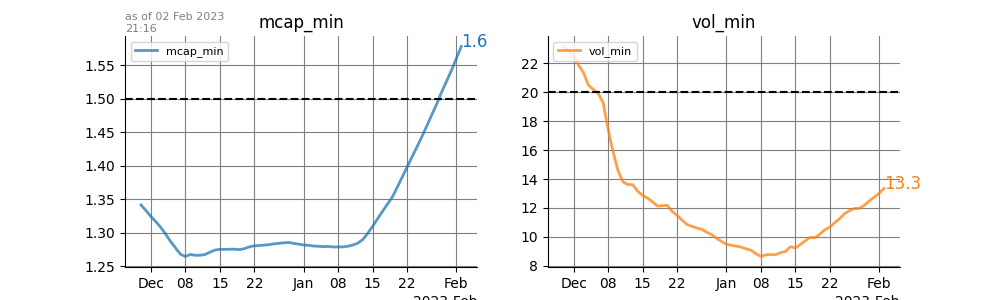 as of 02 Feb 2023
21:16
mcap_min
mcap_min
1.6
1.55
1.50
1.45
1.40
1.35
1.30
1.25
Dec 08 15 22 Jan 08 15 22 Feb
2023-Feb
vol_min
vol_min
22
20
18
16
14
12
10
8
13.3
Dec 08 15 22 Jan 08 15 22 Feb
2023-Feb